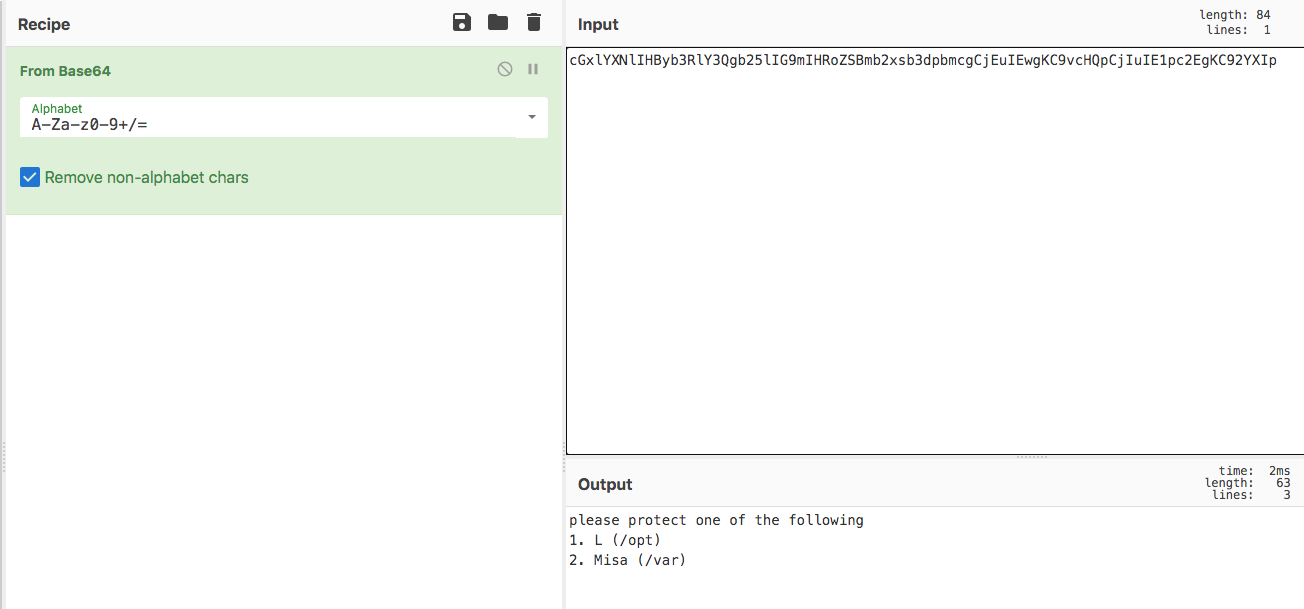 Recipe
From Base64
Alphabet
A-Za-z0-9+/=
Remove non-alphabet chars
Input
length: 84
lines: 1
cGxlYXNlIHByb3RlY3Qgb25lIG9mIHRoZSBmb2xsb3dpbmcgCjEuIEwgKC9vcHQpCjIuIE1pc2EgKC92YXIp
Output
time: 2ms
length: 63
lines: 3
please protect one of the following
1. L (/opt)
2. Misa (/var)